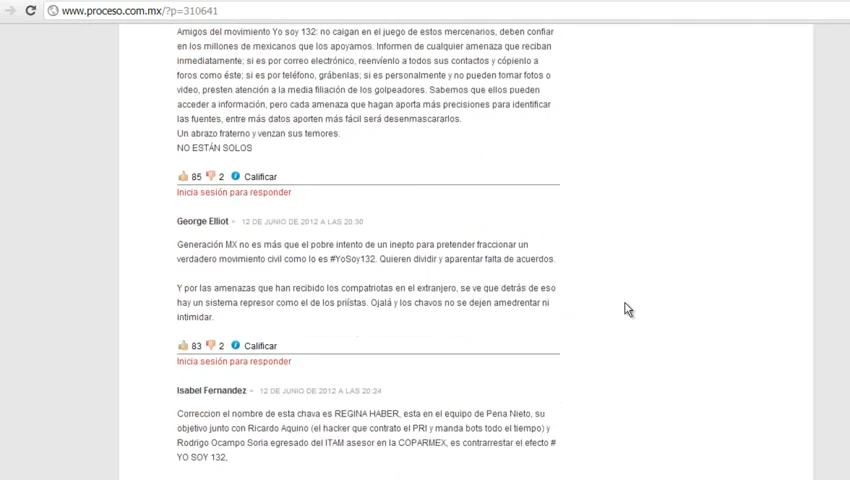 www.proceso.com.mx/?p=310641
Amigos del movimiento Yo soy 132: no caigan en el juego de estos mercenarios, deben confiar
en los millones de mexicanos que los apoyamos. Informen de cualquier amenaza que reciban
inmediatamente; si es por correo electrónico, reenvíenlo a todos sus contactos y cópienlo a
foros como éste; si es por teléfono, grábenlas; si es personalmente y no pueden tomar fotos o
video, presten atención a la media filiación de los golpeadores. Sabemos que ellos pueden
acceder a información, pero cada amenaza que hagan aporta más precisiones para identificar
las fuentes, entre más datos aporten más fácil será desenmascararlos.
Un abrazo fraterno y venzan sus temores.
NO ESTÁN SOLOS
85 2 Calificar
Inicia sesión para responder
George Elliot - 12 DE JUNIO DE 2012 A LAS 20:30
Generación MX no es más que el pobre intento de un inepto para pretender fraccionar un
verdadero movimiento civil como lo es #YoSoy132. Quieren dividir y aparentar falta de acuerdos.
Y por las amenazas que han recibido los compatriotas en el extranjero, se ve que detrás de eso
hay un sistema represor como el de los priístas. Ojalá y los chavos no se dejen amedrentar ni
intimidar.
83 2 Calificar
Inicia sesión para responder
Isabel Fernandez - 12 DE JUNIO DE 2012 A LAS 20:24
Correccion el nombre de esta chava es REGINA HABER, esta en el equipo de Pena Nieto, su
objetivo junto con Ricardo Aquino (el hacker que contrato el PRI y manda bots todo el tiempo) y
Rodrigo Ocampo Soria egresado del ITAM asesor en la COPARMEX, es contrarrestar el efecto #
YO SOY 132,